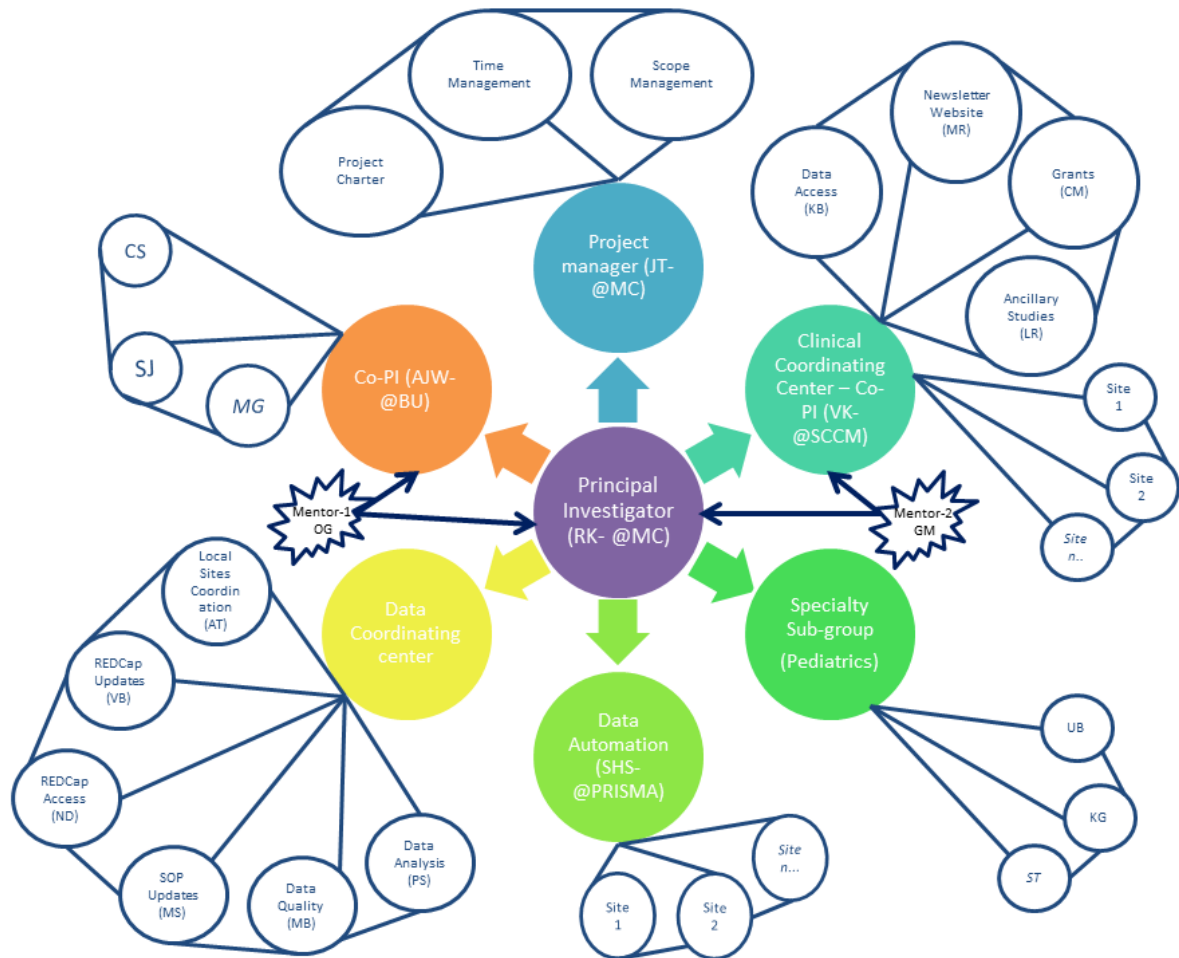 Time
Management
Scope
Management
Project
Charter
Newsletter
Website
(MR)
Data
Access
(KB)
Grants
(CM)
Ancillary
Studies
(LR)
CS
SJ
MG
Project
manager (JT-
@MC)
Co-PI (AJW-
@BU)
Clinical
Coordinating
Center – Co-
PI (VK-
@SCCM)
Site
1
Site
2
Site
n..
Mentor-1
OG
Principal
Investigator
(RK- @MC)
Mentor-2
GM
Local
Sites
Coordin
ation
(AT)
REDCap
Updates
(VB)
REDCap
Access
(ND)
SOP
Updates
(MS)
Data
Quality
(MB)
Data
Analysis
(PS)
Data
Coordinating
center
Data
Automation
(SHS-
@PRISMA)
Site
1
Site
2
Site
n...
Specialty
Sub-group
(Pediatrics)
UB
KG
ST